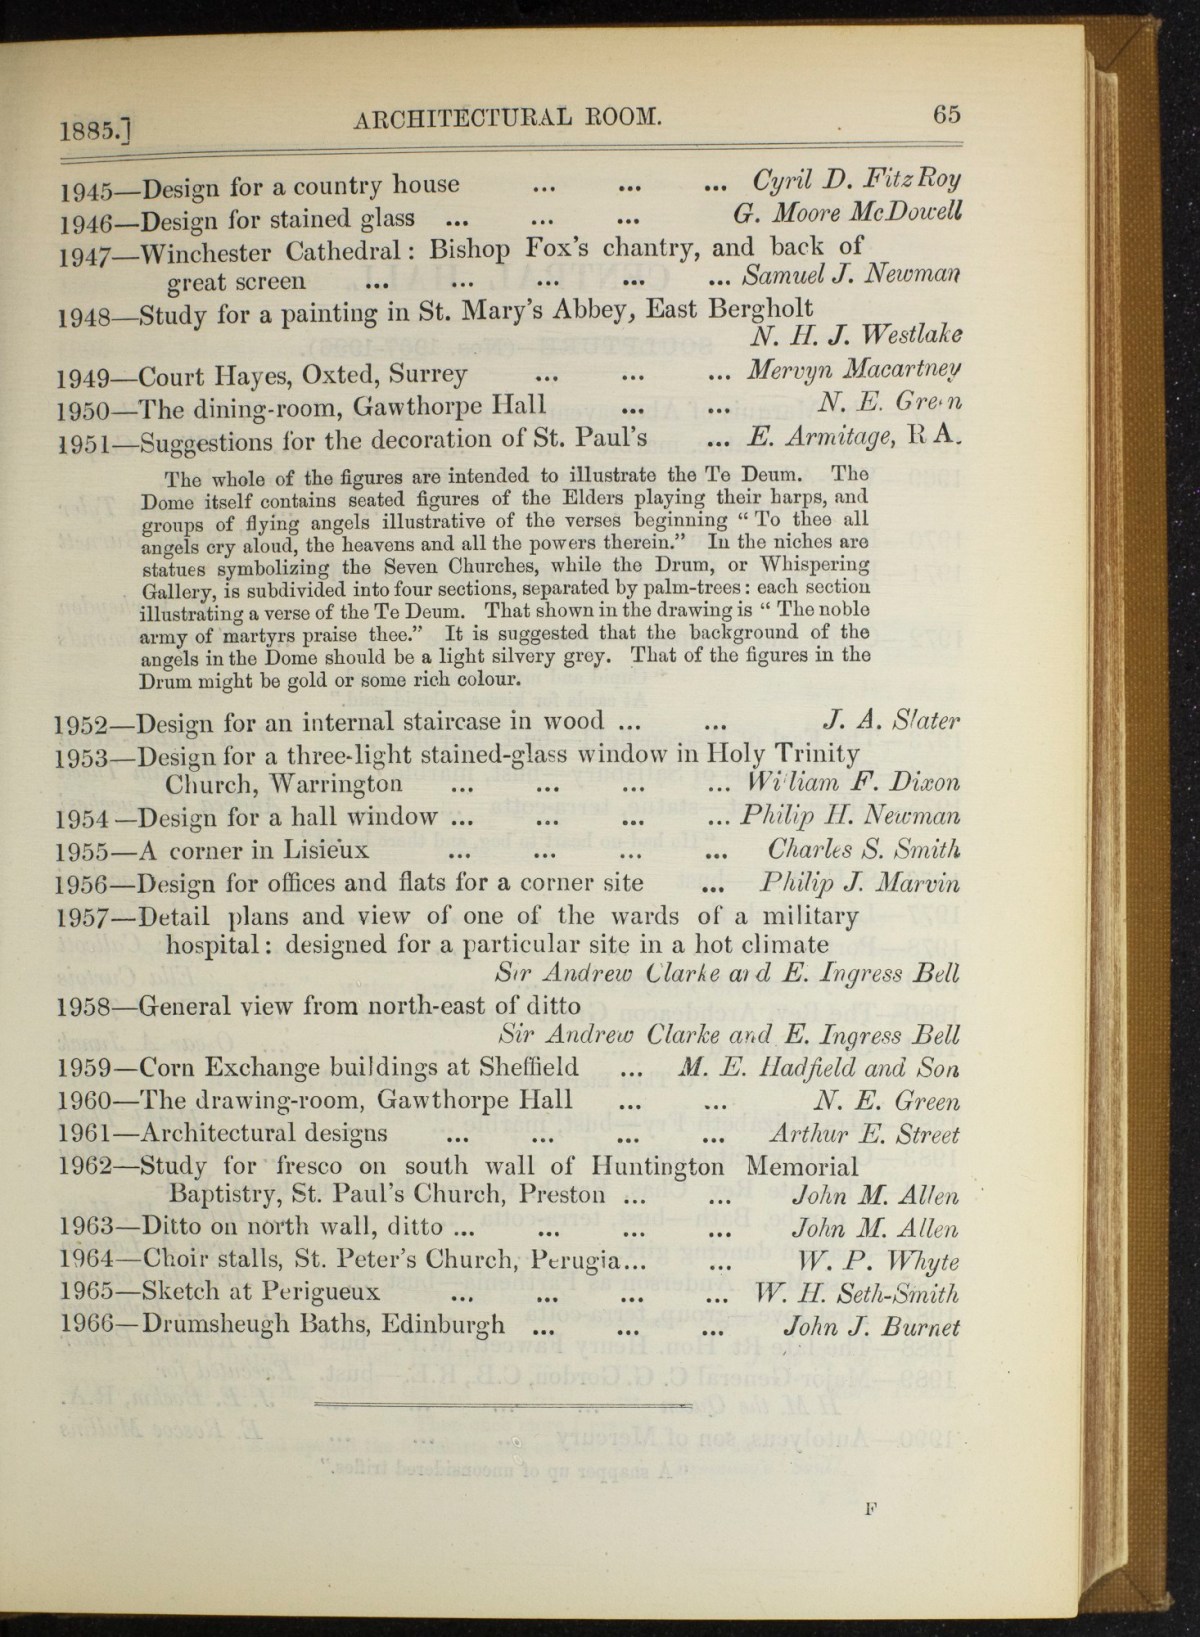 1885.] ARCHITECTURAL ROOM. 65
1945—Design for a country house ... ... ... Cyril D. FitzRoy
1946—Design for stained glass ... ... ... G. Moore McDowell
1947—Winchester Cathedral: Bishop Fox's chantry, and back of
great screen ... ... ... ... ... Samuel J. Newman
1948—Study for a painting in St. Mary's Abbey, East Bergholt
N. H. J. Westlake
1949—Court Hayes, Oxted, Surrey ... ... ... Mervyn Macartney
1950—The dining-room, Gawthorpe Hall ... ... N. E. Green
1951—Suggestions for the decoration of St. Paul's ... E. Armitage, R A.
The whole of the figures are intended to illustrate the Te Deum. The
Dome itself contains seated figures of the Elders playing their harps, and
groups of flying angels illustrative of the verses beginning "To thee all
angels cry aloud, the heavens and all the powers therein." In the niches are
statues symbolizing the Seven Churches, while the Drum, or Whispering
Gallery, is subdivided into four sections, separated by palm-trees: each section
illustrating a verse of the Te Deum. That shown in the drawing is "The noble
army of martyrs praise thee." It is suggested that the background of the
angels in the Dome should be a light silvery grey. That of the figures in the
Drum might be gold or some rich colour.
1952—Design for an internal staircase in wood ... ... J. A. Slater
1953—Design for a three-light stained-glass window in Holy Trinity
Church, Warrington ... ... ... ... William F. Dixon
1954—Design for a hall window ... ... ... ... Philip H. Newman
1955—A corner in Lisieux ... ... ... ... Charles S. Smith
1956—Design for offices and flats for a corner site ... Philip J. Marvin
1957—Detail plans and view of one of the wards of a military
hospital: designed for a particular site in a hot climate
Sir Andrew Clarke and E. Ingress Bell
1958—General view from north-east of ditto
Sir Andrew Clarke and E. Ingress Bell
1959—Corn Exchange buildings at Sheffield ... M. E. Hadfield and Son
1960—The drawing-room, Gawthorpe Hall ... ... N. E. Green
1961—Architectural designs ... ... ... ... Arthur E. Street
1962—Study for fresco on south wall of Huntington Memorial
Baptistry, St. Paul's Church, Preston ... ... John M. Allen
1963—Ditto on north wall, ditto ... ... ... ... John M. Allen
1964—Choir stalls, St. Peter's Church, Perugia... ... W. P. Whyte
1965—Sketch at Perigueux ... ... ... ... W. H. Seth-Smith
1966—Drumsheugh Baths, Edinburgh ... ... ... John J. Burnet
F